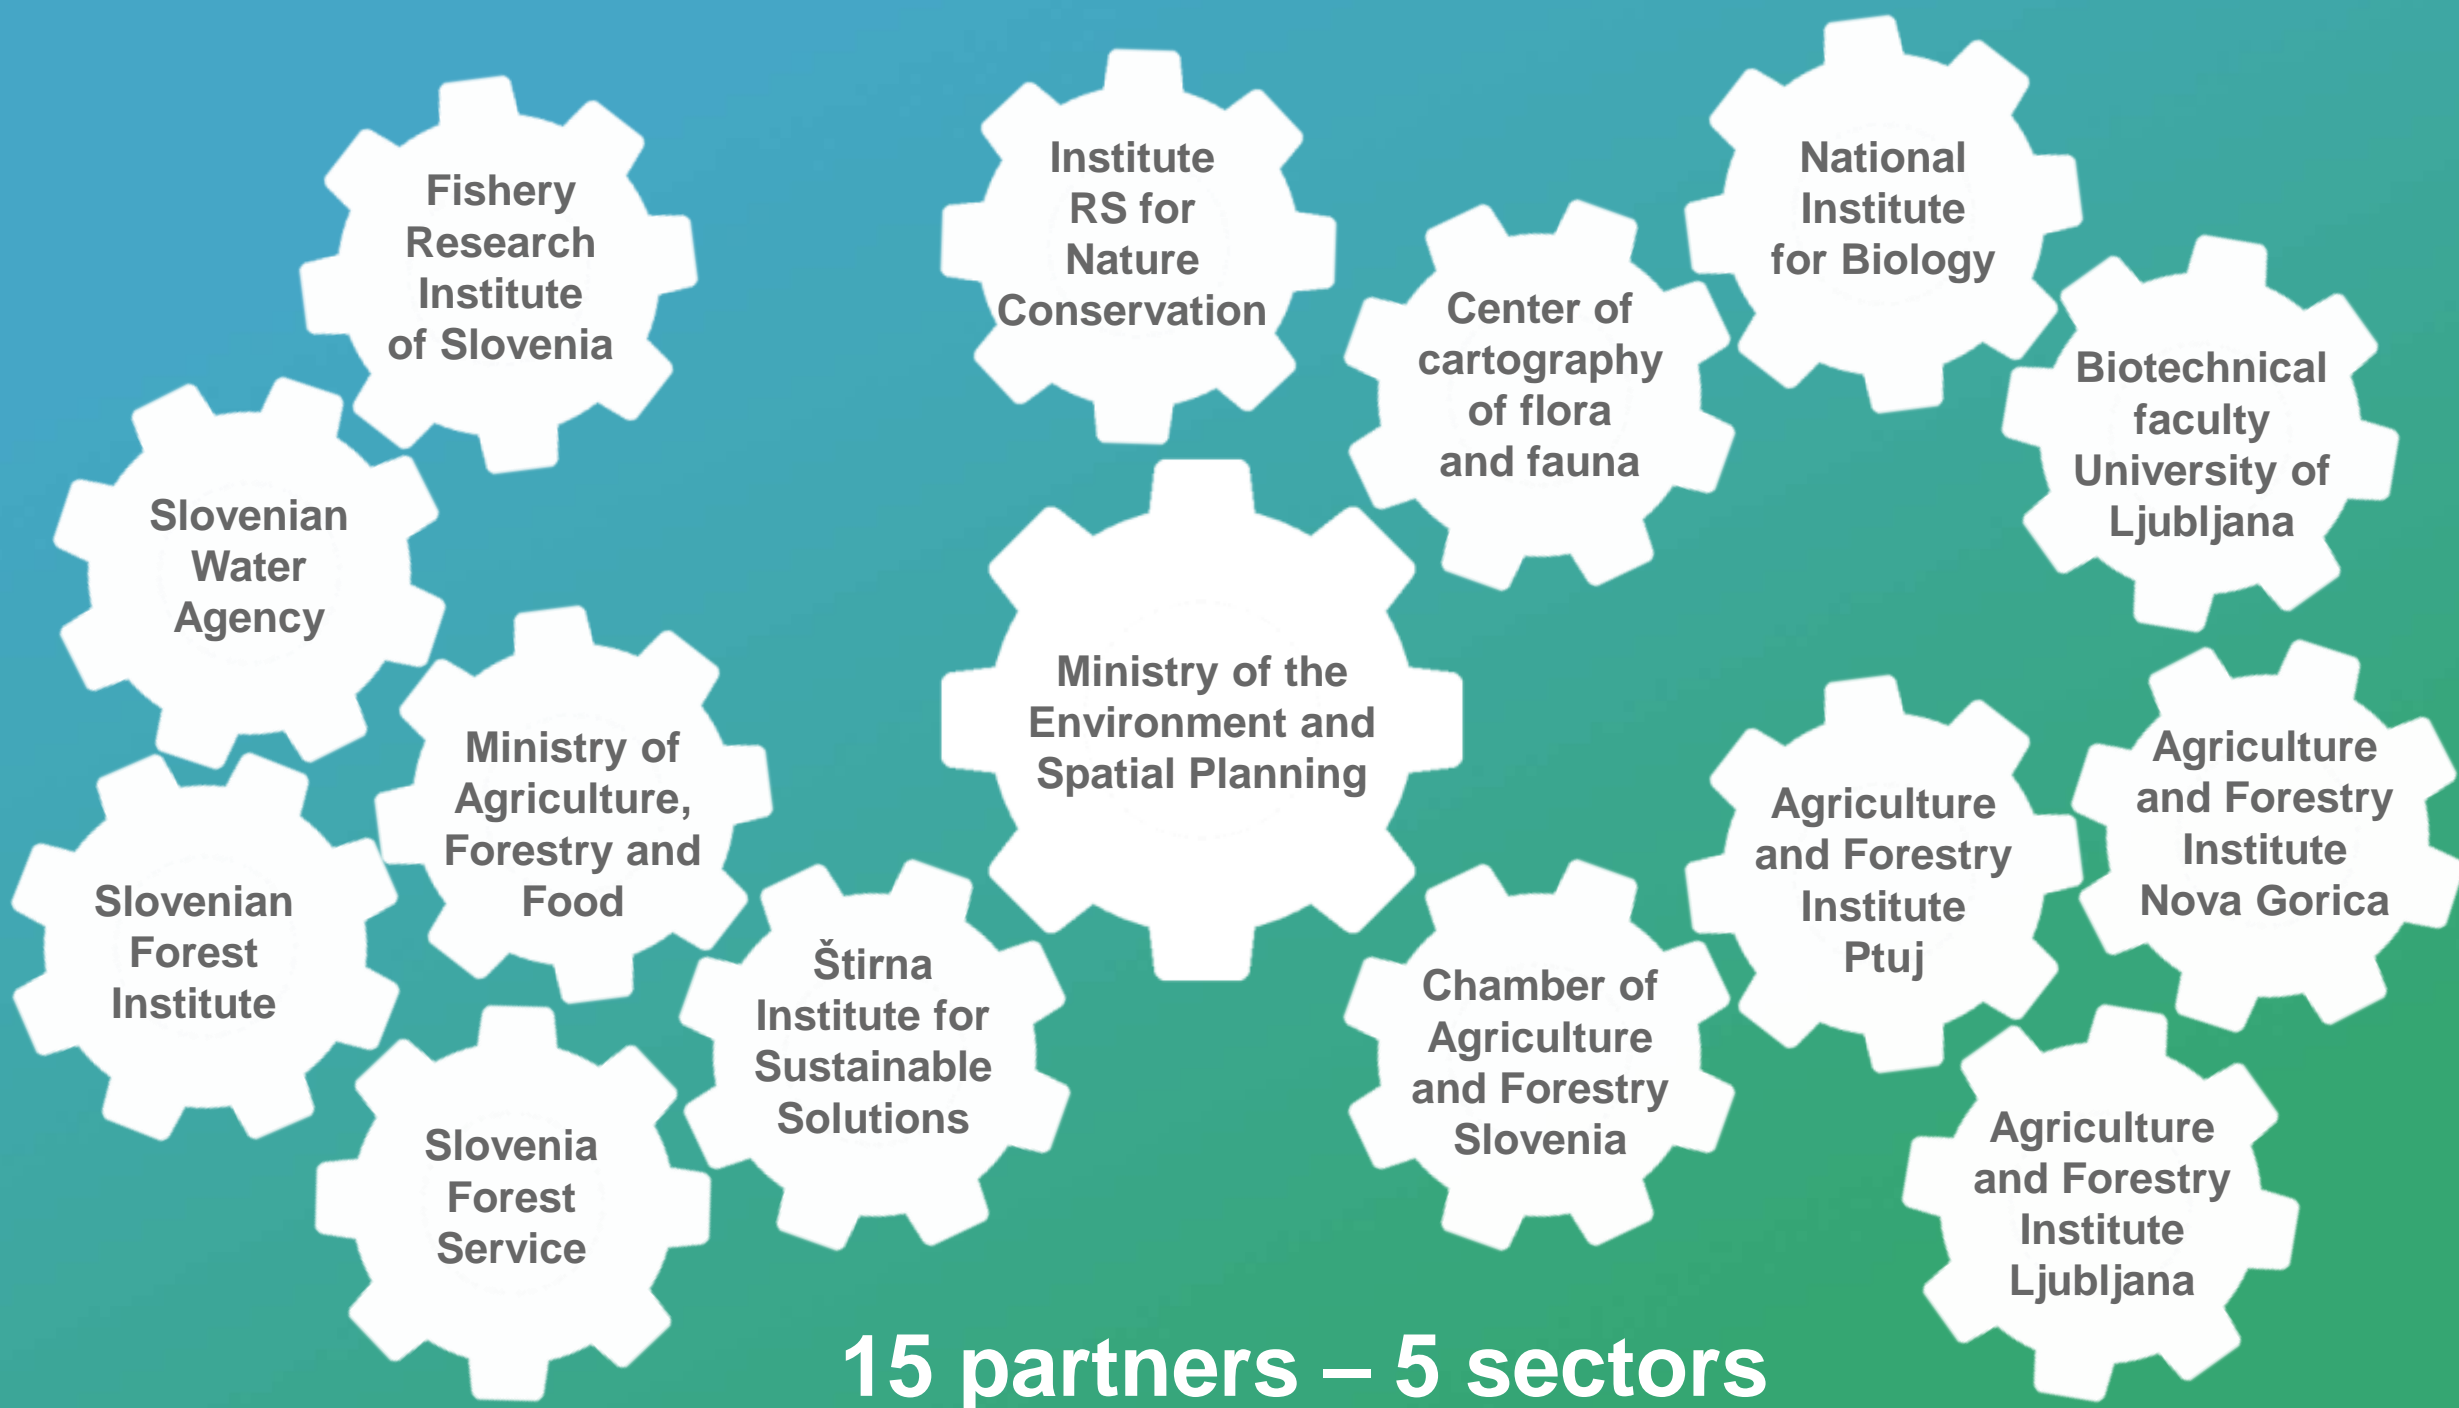 Fishery
Research
Institute
of Slovenia
Institute
RS for
Nature
Conservation
National
Institute
for Biology
Center of
cartography
of flora
and fauna
Biotechnical
faculty
University of
Ljubljana
Slovenian
Water
Agency
Ministry of the
Environment and
Spatial Planning
Ministry of
Agriculture,
Forestry and
Food
Agriculture
and Forestry
Institute
Nova Gorica
Agriculture
and Forestry
Institute
Ptuj
Slovenian
Forest
Institute
Štirna
Institute for
Sustainable
Solutions
Chamber of
Agriculture
and Forestry
Slovenia
Slovenia
Forest
Service
Agriculture
and Forestry
Institute
Ljubljana
15 partners – 5 sectors